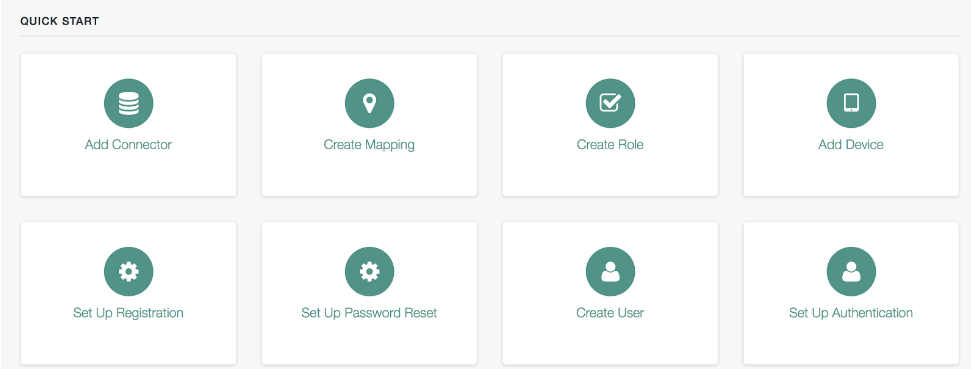 QUICK START
Add Connector
Create Mapping
Create Role
Add Device
Set Up Registration
Set Up Password Reset
Create User
Set Up Authentication